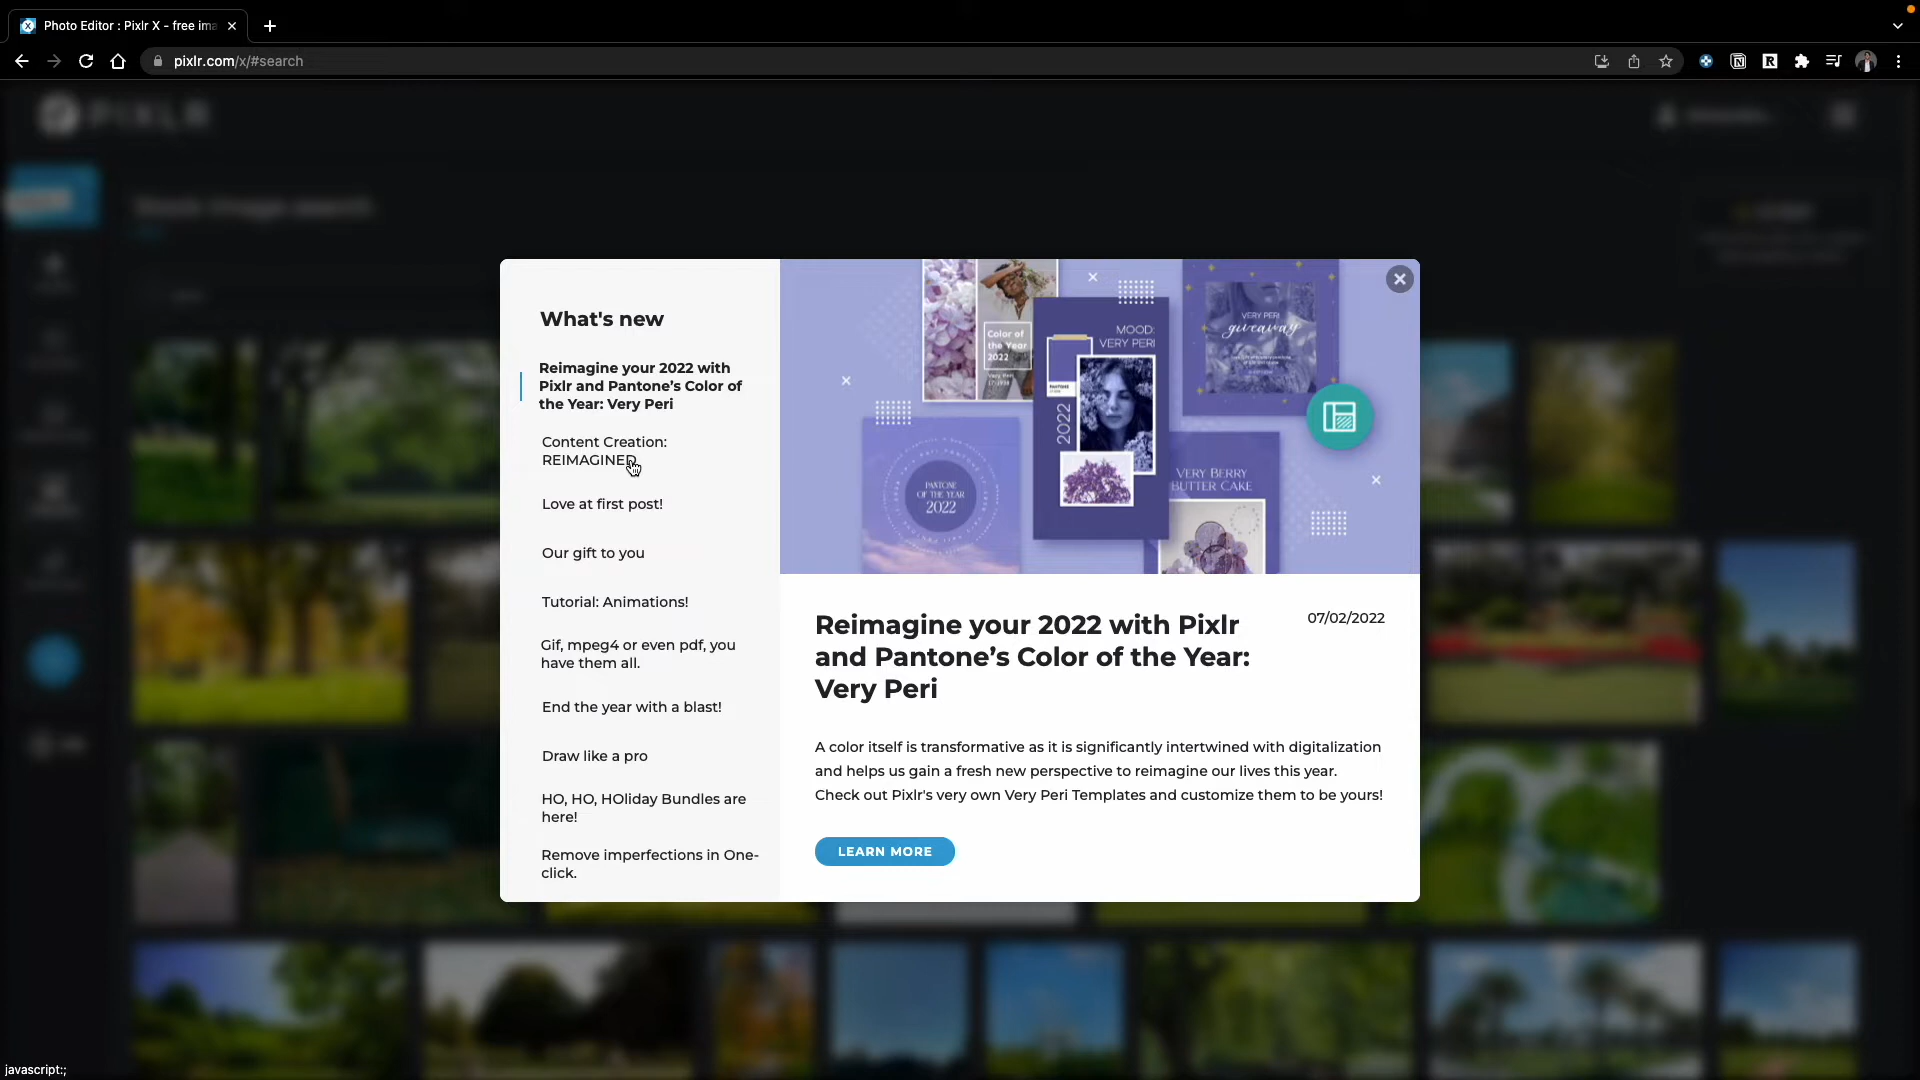 Photo Editor : Pixlr X - free ima
pixlr.com/x/#search
PIXLR
Stock image search
What's new
Reimagine your 2022 with
Pixlr and Pantone’s Color of
the Year: Very Peri
Content Creation:
REIMAGINED
Love at first post!
Our gift to you
Tutorial: Animations!
Gif, mpeg4 or even pdf, you
have them all.
End the year with a blast!
Draw like a pro
HO, HO, HOliday Bundles are
here!
Remove imperfections in One-
click.
Color of
the Year
2022
Very Peri
MOOD:
VERY PERI
2022
VERY PERI
giveaway
PANTONE
OF THE YEAR
2022
VERY BERRY
BUTTER CAKE
Reimagine your 2022 with Pixlr
and Pantone’s Color of the Year:
Very Peri
07/02/2022
A color itself is transformative as it is significantly intertwined with digitalization
and helps us gain a fresh new perspective to reimagine our lives this year.
Check out Pixlr's very own Very Peri Templates and customize them to be yours!
LEARN MORE
javascript:;